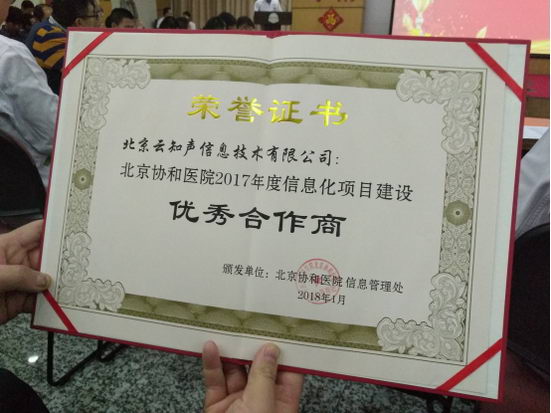 荣誉证书
北京云知声信息技术有限公司：
北京协和医院2017年度信息化项目建设
优秀合作商
颁发单位：北京协和医院信息管理处
2018年1月